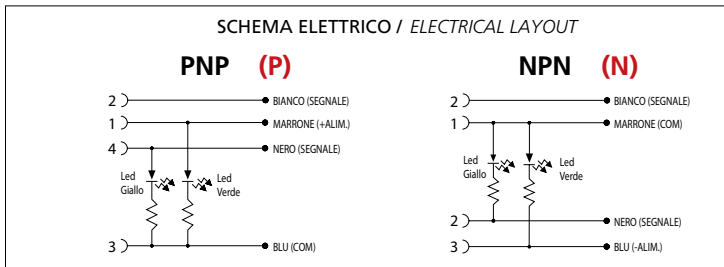 SCHEMA ELETTRICO / ELECTRICAL LAYOUT
PNP (P)
2 BIANCO (SEGNALE)
1 MARRONE (+ALIM.)
4 NERO (SEGNALE)
Led Giallo
Led Verde
3 BLU (COM)
NPN (N)
2 BIANCO (SEGNALE)
1 MARRONE (COM)
Led Giallo
Led Verde
2 NERO (SEGNALE)
3 BLU (-ALIM.)